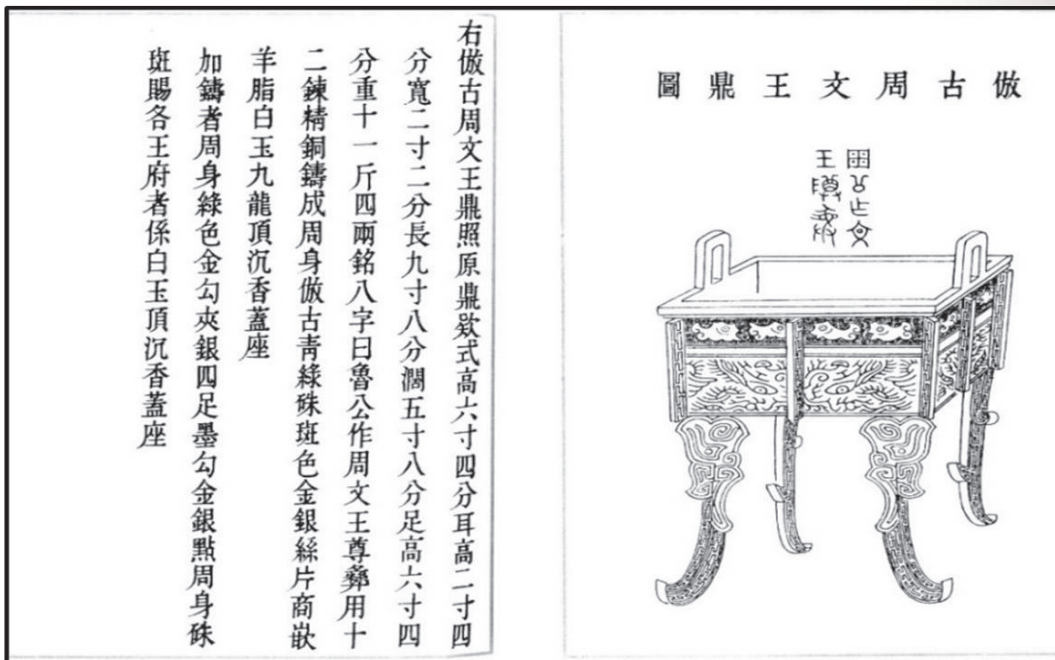 倣古周文王鼎圖
右倣古周文王鼎照原鼎欵式高六寸四分耳高二寸四
分寬二寸二分長九寸八分濶五寸八分足高六寸四
分重十一斤四兩銘八字曰魯公作周文王尊彝用十
二鍊精銅鑄成周身倣古青綠硃斑色金銀絲片商嵌
羊脂白玉九龍頂沉香蓋座
加鑄者周身綠色金勾夾銀四足墨勾金銀點周身硃
斑賜各王府者係白玉頂沉香蓋座